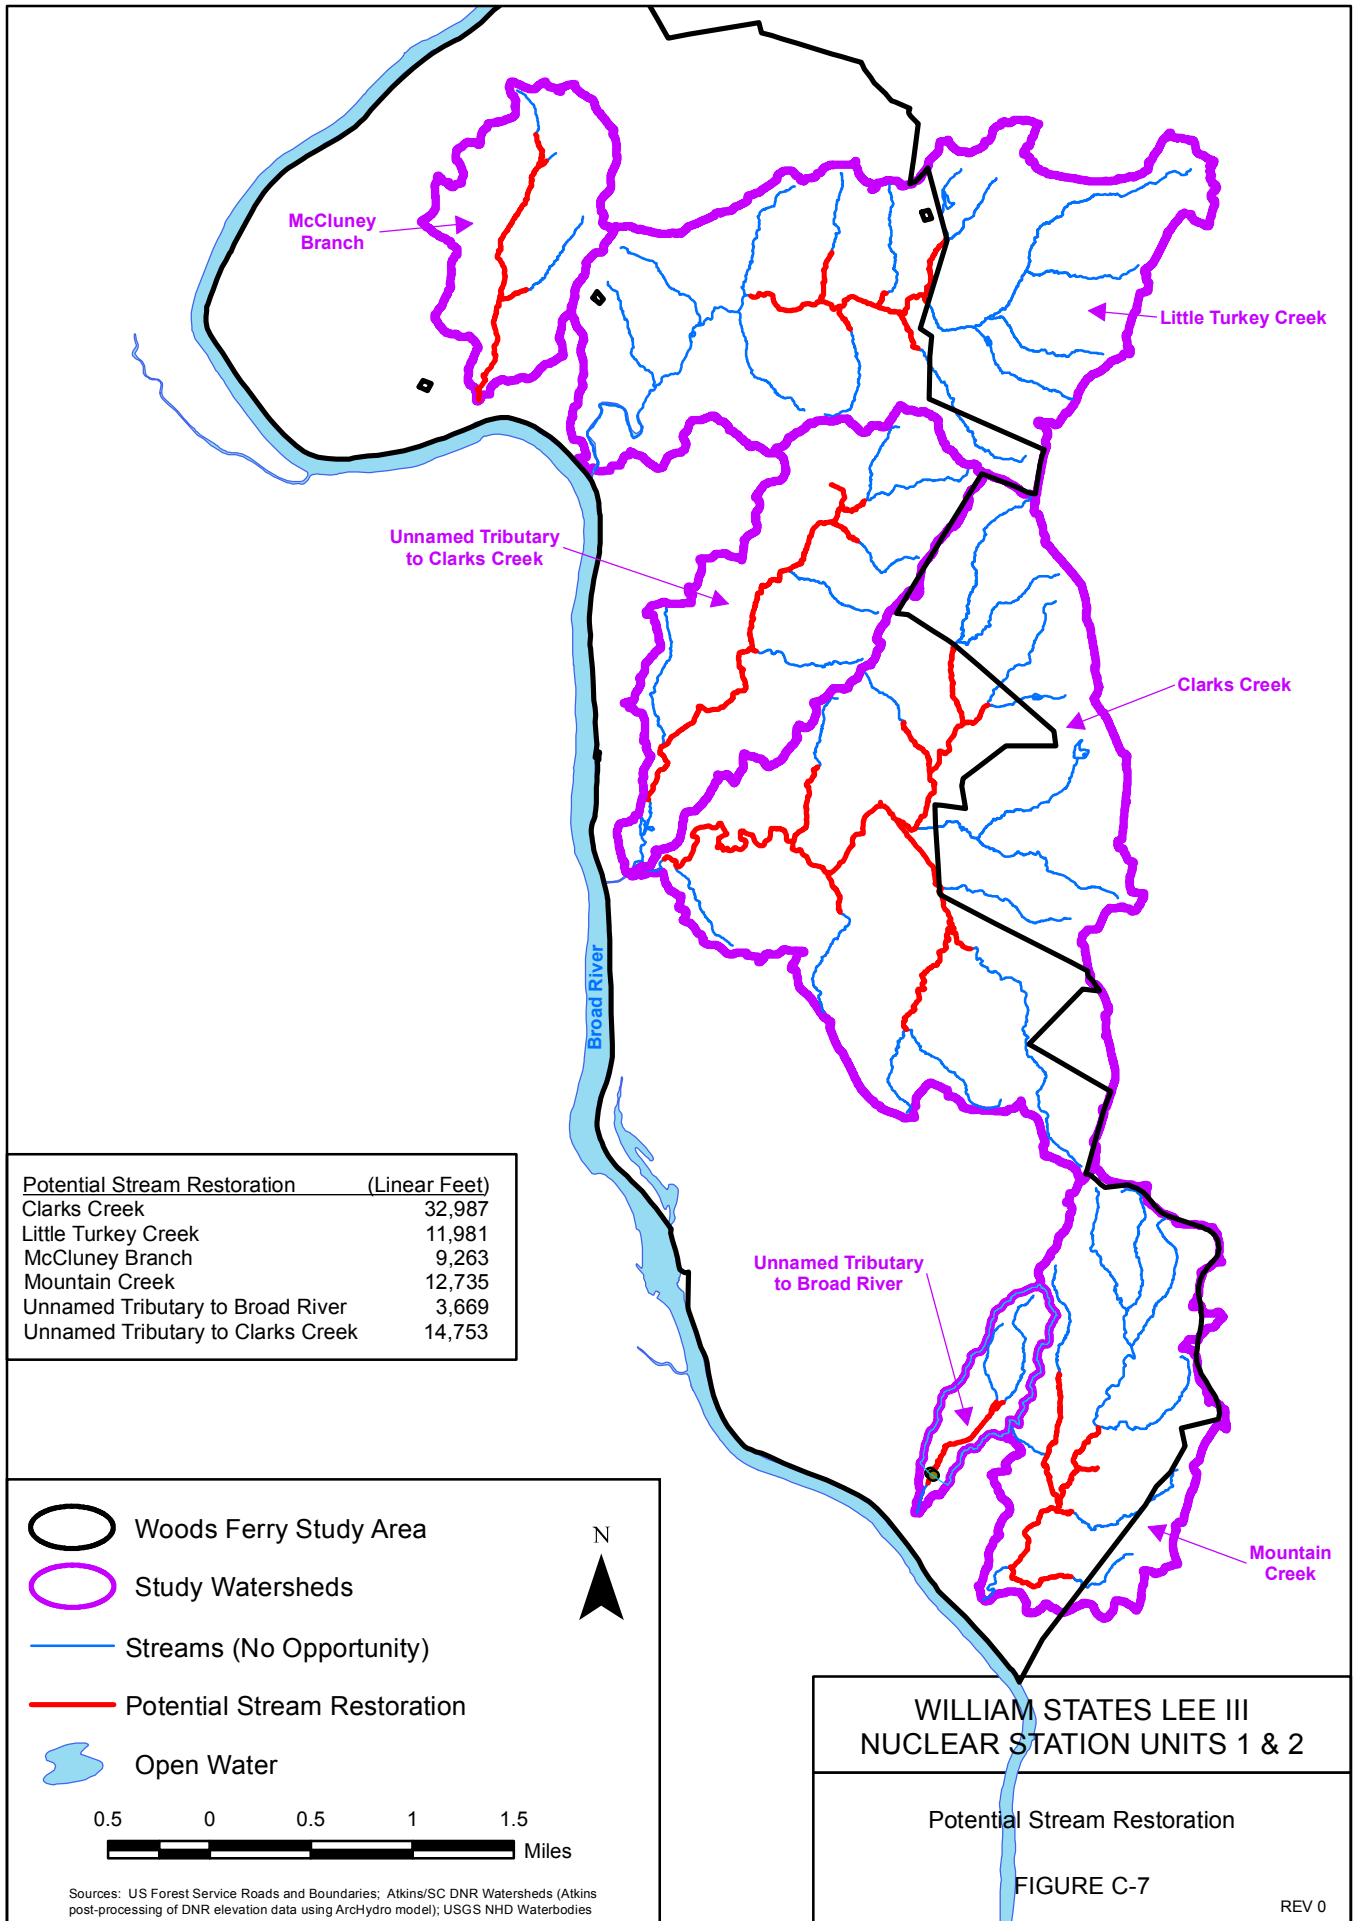 McCluney
Branch
Little Turkey Creek
Unnamed Tributary
to Clarks Creek
Clarks Creek
Broad River
Potential Stream Restoration (Linear Feet)
Clarks Creek 32,987
Little Turkey Creek 11,981
McCluney Branch 9,263
Mountain Creek 12,735
Unnamed Tributary to Broad River 3,669
Unnamed Tributary to Clarks Creek 14,753
Unnamed Tributary
to Broad River
Mountain
Creek
Woods Ferry Study Area
Study Watersheds
Streams (No Opportunity)
Potential Stream Restoration
Open Water
N
0.5 0 0.5 1 1.5
Miles
Sources: US Forest Service Roads and Boundaries; Atkins/SC DNR Watersheds (Atkins
post-processing of DNR elevation data using ArcHydro model); USGS NHD Waterbodies
WILLIAM STATES LEE III
NUCLEAR STATION UNITS 1 & 2
Potential Stream Restoration
FIGURE C-7
REV 0